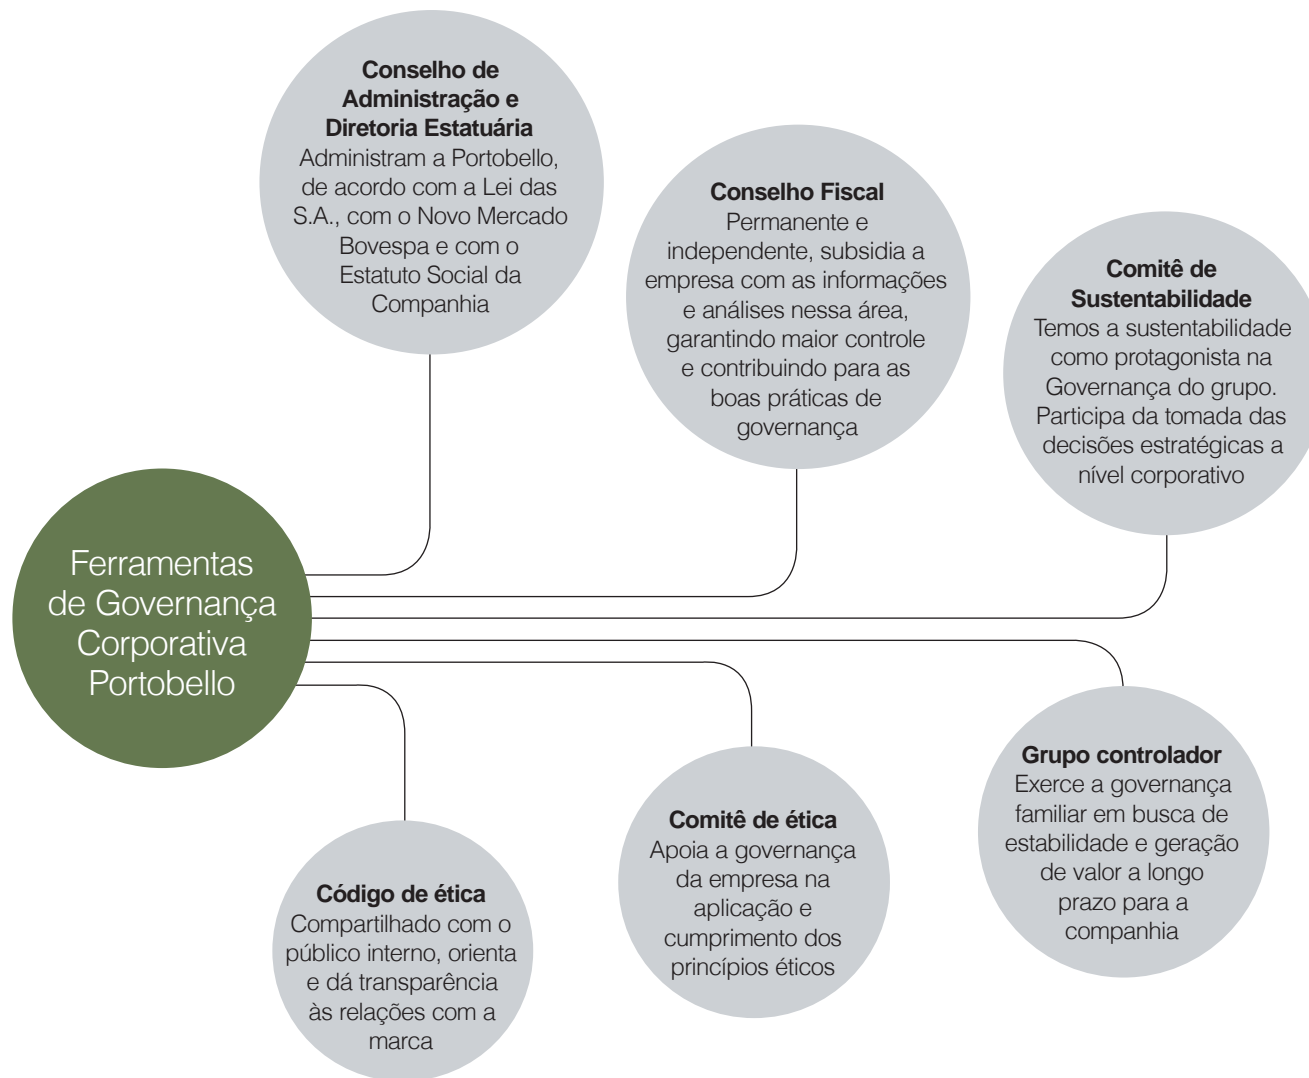 Conselho de
Administração e
Diretoria Estatuária
Administram a Portobello,
de acordo com a Lei das
S.A., com o Novo Mercado
Bovespa e com o
Estatuto Social da
Companhia
Conselho Fiscal
Permanente e
independente, subsidia a
empresa com as informações
e análises nessa área,
garantindo maior controle
e contribuindo para as
boas práticas de
governança
Comitê de
Sustentabilidade
Temos a sustentabilidade
como protagonista na
Governança do grupo.
Participa da tomada das
decisões estratégicas a
nível corporativo
Ferramentas
de Governança
Corporativa
Portobello
Código de ética
Compartilhado com o
público interno, orienta
e dá transparência
às relações com a
marca
Comitê de ética
Apoia a governança
da empresa na
aplicação e
cumprimento dos
princípios éticos
Grupo controlador
Exerce a governança
familiar em busca de
estabilidade e geração
de valor a longo
prazo para a
companhia